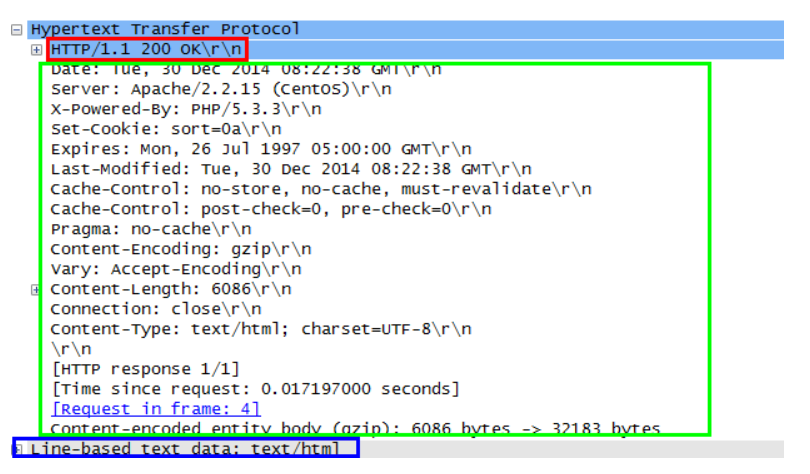 Hypertext Transfer Protocol
HTTP/1.1 200 OK\r\n
Date: Tue, 30 Dec 2014 08:22:38 GMT\r\n
Server: Apache/2.2.15 (CentOS)\r\n
X-Powered-By: PHP/5.3.3\r\n
Set-Cookie: sort=0a\r\n
Expires: Mon, 26 Jul 1997 05:00:00 GMT\r\n
Last-Modified: Tue, 30 Dec 2014 08:22:38 GMT\r\n
Cache-Control: no-store, no-cache, must-revalidate\r\n
Cache-Control: post-check=0, pre-check=0\r\n
Pragma: no-cache\r\n
Content-Encoding: gzip\r\n
Vary: Accept-Encoding\r\n
Content-Length: 6086\r\n
Connection: close\r\n
Content-Type: text/html; charset=UTF-8\r\n
\r\n
[HTTP response 1/1]
[Time since request: 0.017197000 seconds]
[Request in frame: 4]
Content-encoded entity body (gzip): 6086 bytes -> 32183 bytes
Line-based text data: text/html